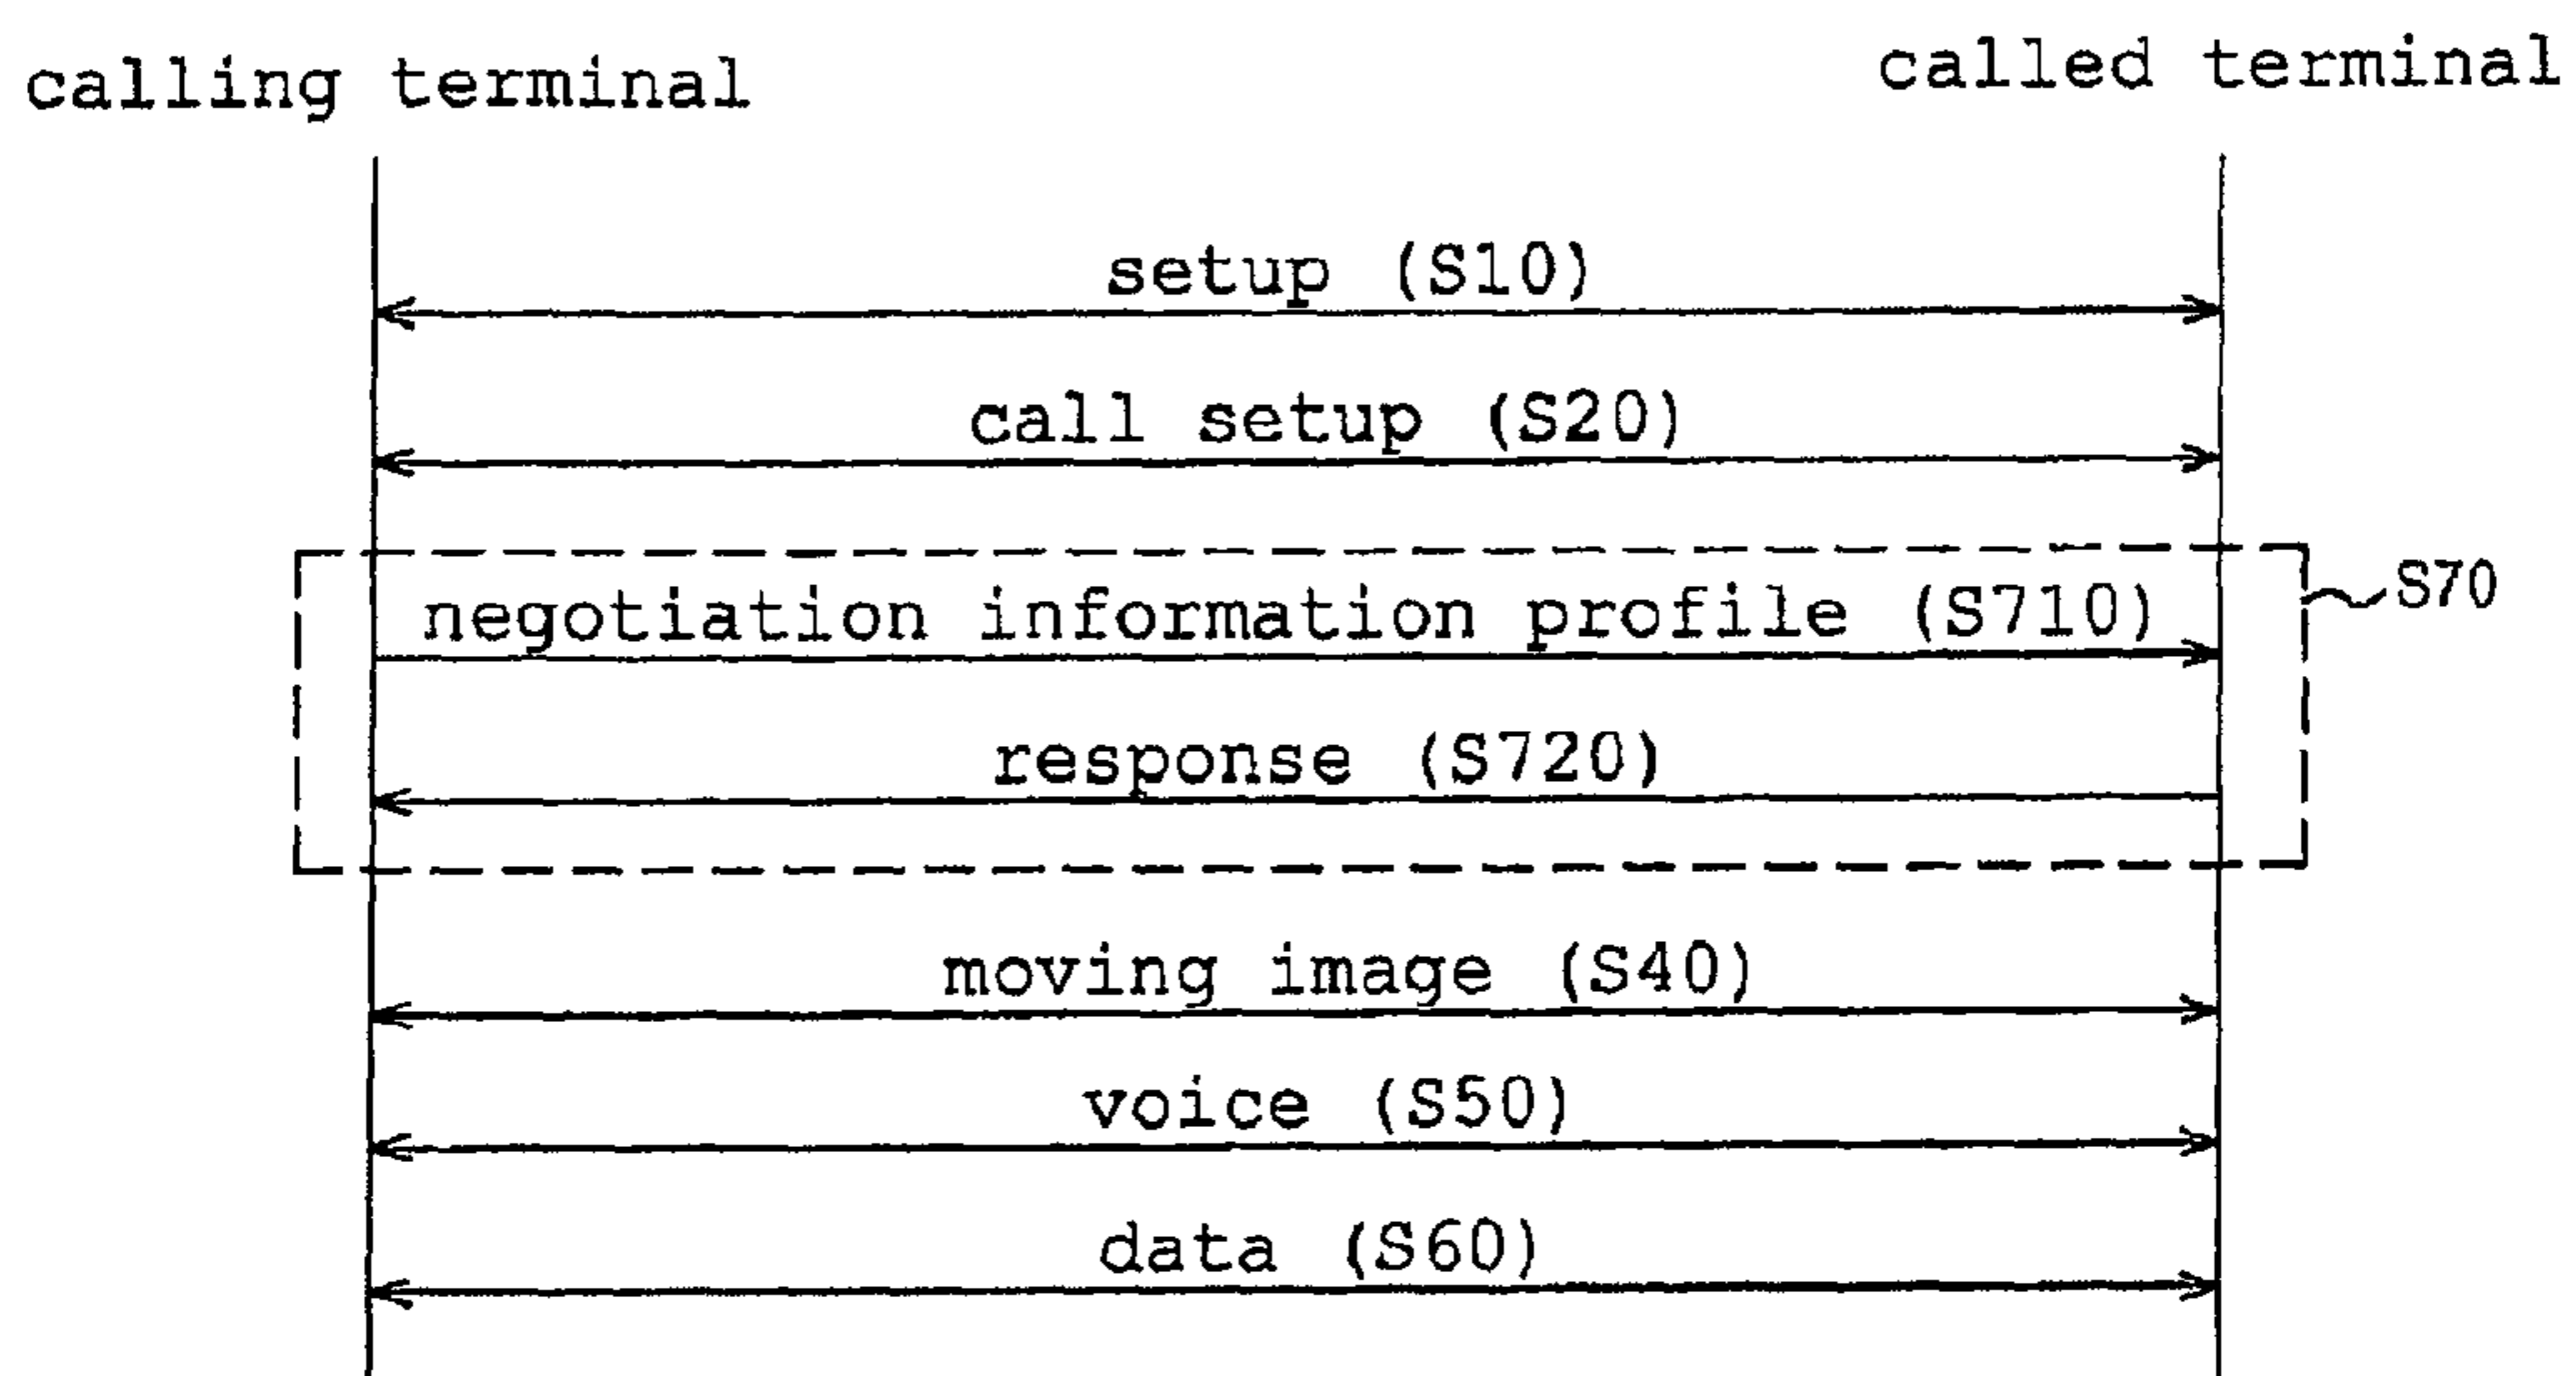 calling terminal
called terminal
setup (S10)
call setup (S20)
negotiation information profile (S710)
S70
response (S720)
moving image (S40)
voice (S50)
data (S60)